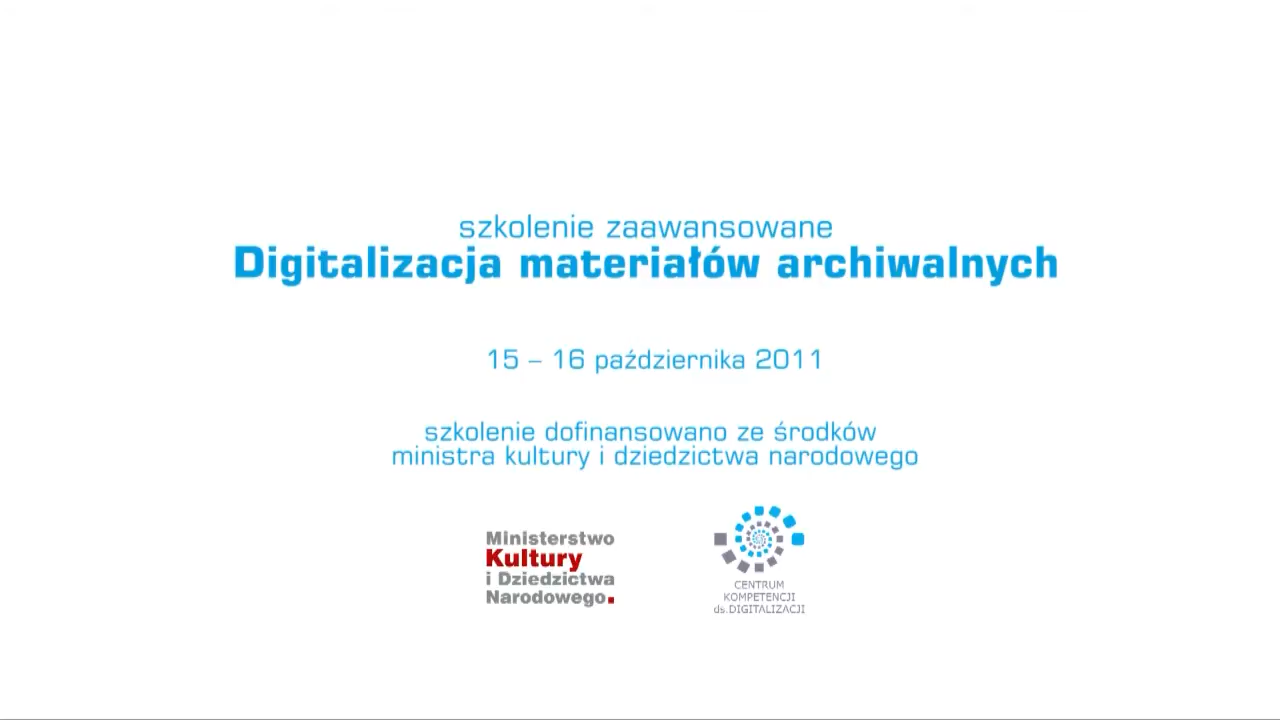 szkolenie zaawansowane
Digitalizacja materiałów archiwalnych
15 – 16 października 2011
szkolenie dofinansowano ze środków
ministra kultury i dziedzictwa narodowego
Ministerstwo
Kultury
i Dziedzictwa
Narodowego.
CENTRUM
KOMPETENCJI
ds.DIGITALIZACJI